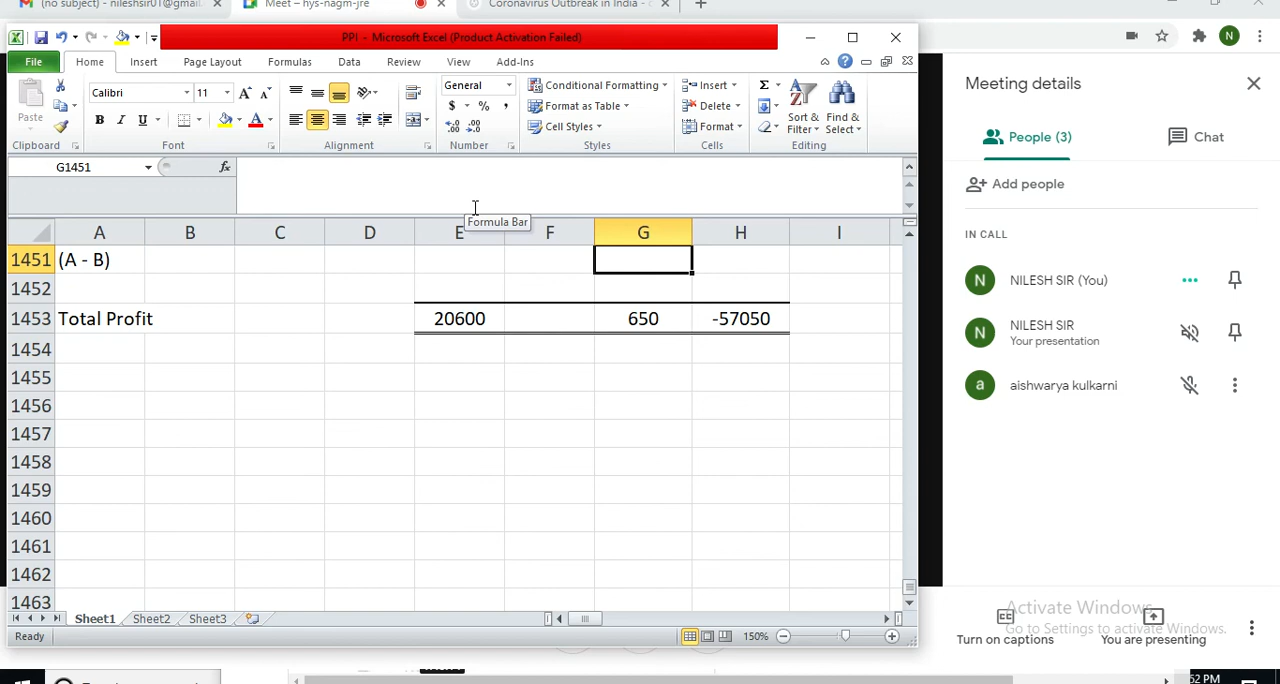 (no subject) - nileshsir01@gmail.
Meet – hys-nagm-jre
Coronavirus Outbreak in India - c
PPI - Microsoft Excel (Product Activation Failed)
File Home Insert Page Layout Formulas Data Review View Add-Ins
Paste
Calibri 11
B I U
General
$ % ,
Conditional Formatting
Format as Table
Cell Styles
Insert
Delete
Format
Sort & Filter
Find & Select
Clipboard Font Alignment Number Styles Cells Editing
G1451 fx
Formula Bar
A B C D E F G H I
1451 (A - B)
1452
1453 Total Profit 20600 650 -57050
1454
1455
1456
1457
1458
1459
1460
1461
1462
1463
Sheet1 Sheet2 Sheet3
Ready 150%
Meeting details
People (3)
Chat
Add people
IN CALL
N NILESH SIR (You)
N NILESH SIR
Your presentation
a aishwarya kulkarni
N
Activate Windows
Go to Settings to activate Windows.
Turn on captions
You are presenting
52 PM